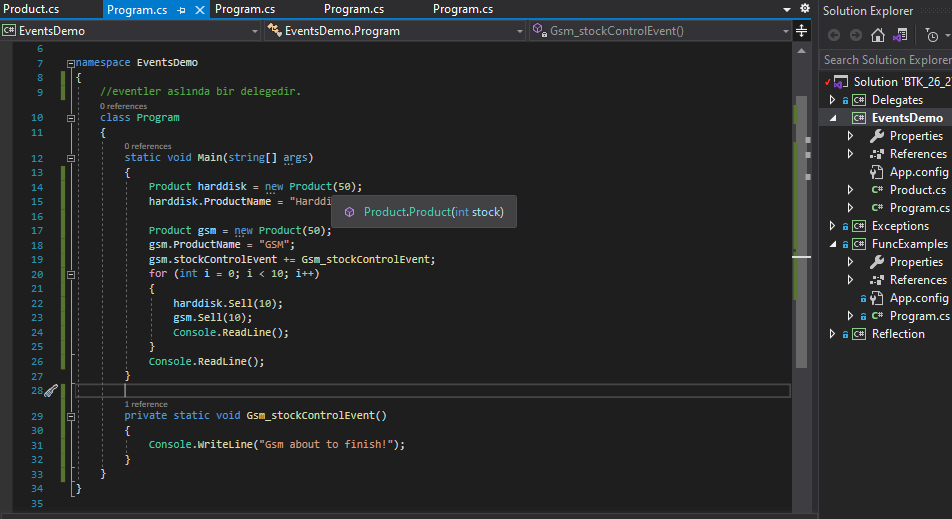 Product.cs Program.cs Program.cs Program.cs Program.cs
EventsDemo EventsDemo.Program Gsm_stockControlEvent()
6
7 namespace EventsDemo
8 {
9 //eventler aslında bir delegedir.
0 references
10 class Program
11 {
0 references
12 static void Main(string[] args)
13 {
14 Product harddisk = new Product(50);
15 harddisk.ProductName = "Harddi
Product.Product(int stock)
16
17 Product gsm = new Product(50);
18 gsm.ProductName = "GSM";
19 gsm.stockControlEvent += Gsm_stockControlEvent;
20 for (int i = 0; i < 10; i++)
21 {
22 harddisk.Sell(10);
23 gsm.Sell(10);
24 Console.ReadLine();
25 }
26 Console.ReadLine();
27 }
28
1 reference
29 private static void Gsm_stockControlEvent()
30 {
31 Console.WriteLine("Gsm about to finish!");
32 }
33 }
34 }
35
Solution Explorer
Search Solution Explorer
Solution 'BTK_26_2
C# Delegates
C# EventsDemo
Properties
References
App.config
C# Product.cs
C# Program.cs
C# Exceptions
C# FuncExamples
Properties
References
App.config
C# Program.cs
C# Reflection